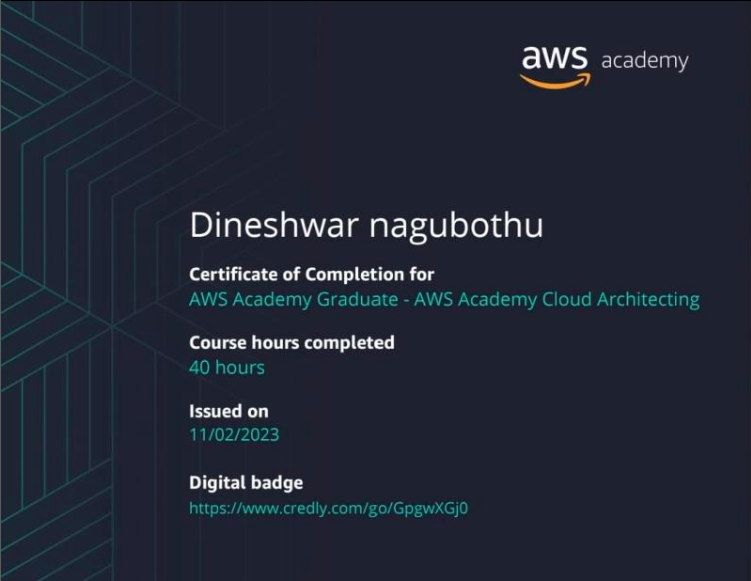 aws academy
Dineshwar nagubothu
Certificate of Completion for
AWS Academy Graduate - AWS Academy Cloud Architecting
Course hours completed
40 hours
Issued on
11/02/2023
Digital badge
https://www.credly.com/go/GpgwXGj0